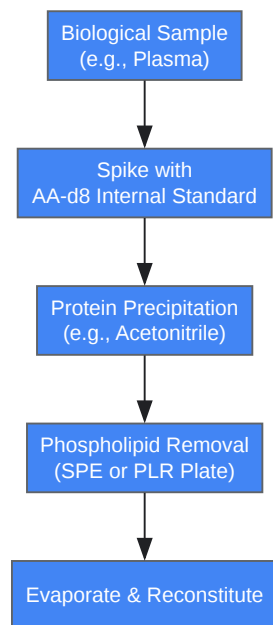 Biological Sample
(e.g., Plasma)
Spike with
AA-d8 Internal Standard
Protein Precipitation
(e.g., Acetonitrile)
Phospholipid Removal
(SPE or PLR Plate)
Evaporate & Reconstitute